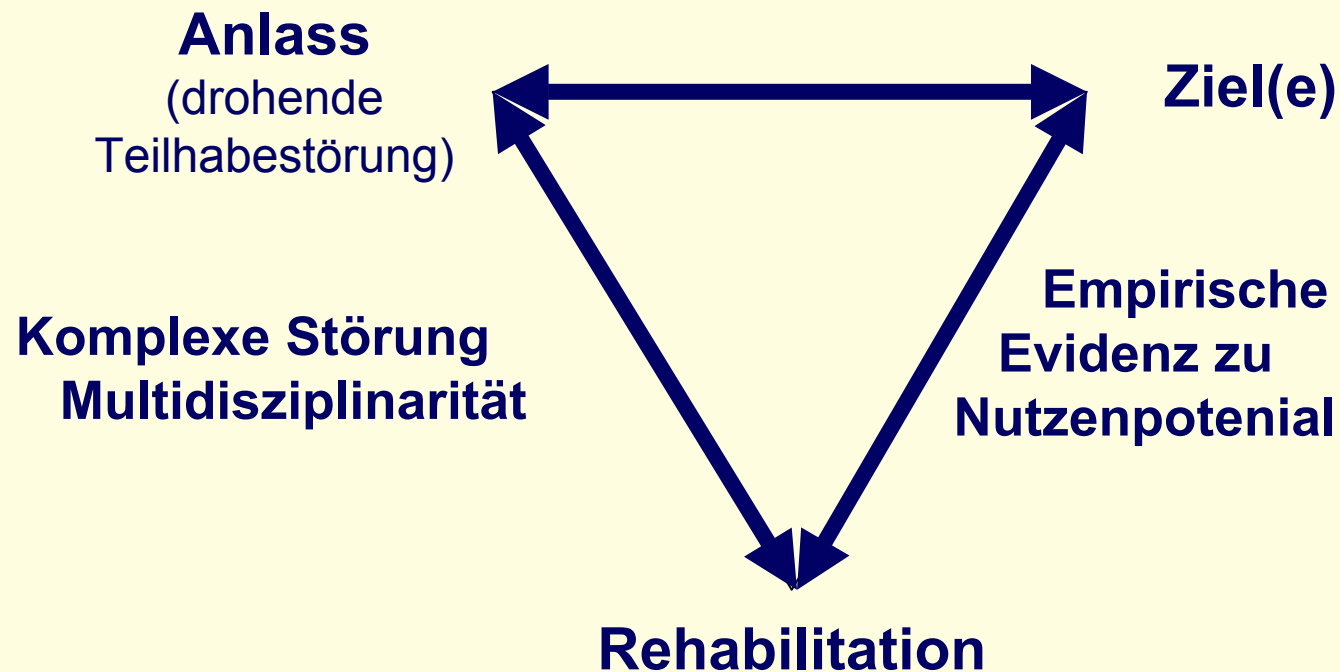 Anlass
(drohende
Teilhabestörung)
Ziel(e)
Komplexe Störung
Multidisziplinarität
Empirische
Evidenz zu
Nutzenpotenial
Rehabilitation